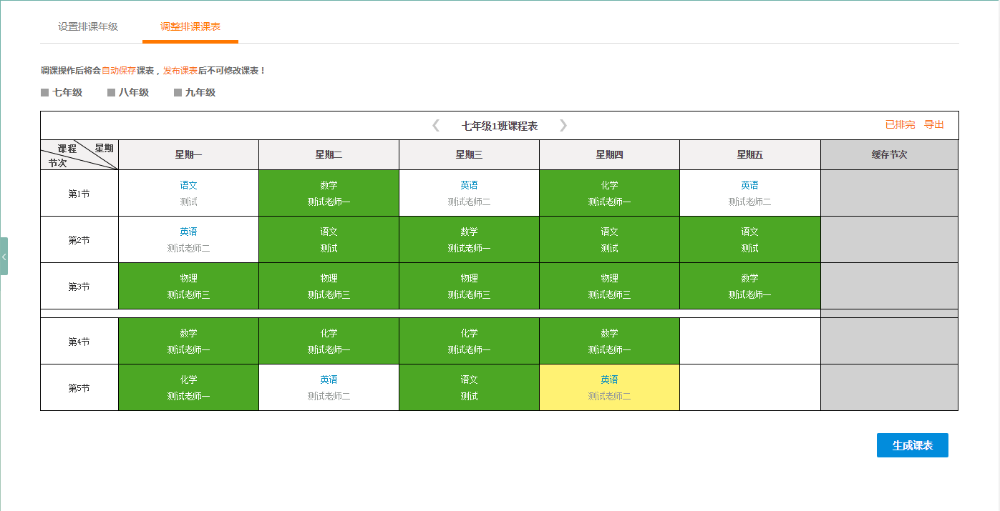 设置排课年级 调整排课课表
调课操作后将会自动保存课表，发布课表后不可修改课表！
七年级 八年级 九年级
七年级1班课程表 已排完 导出
课程 星期 节次 星期一 星期二 星期三 星期四 星期五 缓存节次
语文 数学 英语 化学 英语
第1节
测试 测试老师一 测试老师二 测试老师一 测试老师二
英语 语文 数学 语文 语文
第2节
测试老师二 测试 测试老师一 测试 测试
物理 物理 物理 物理 数学
第3节
测试老师三 测试老师三 测试老师三 测试老师三 测试老师一
数学 化学 化学 数学
第4节
测试老师一 测试老师一 测试老师一 测试老师一
化学 英语 语文 英语
第5节
测试老师一 测试老师二 测试 测试老师二
生成课表